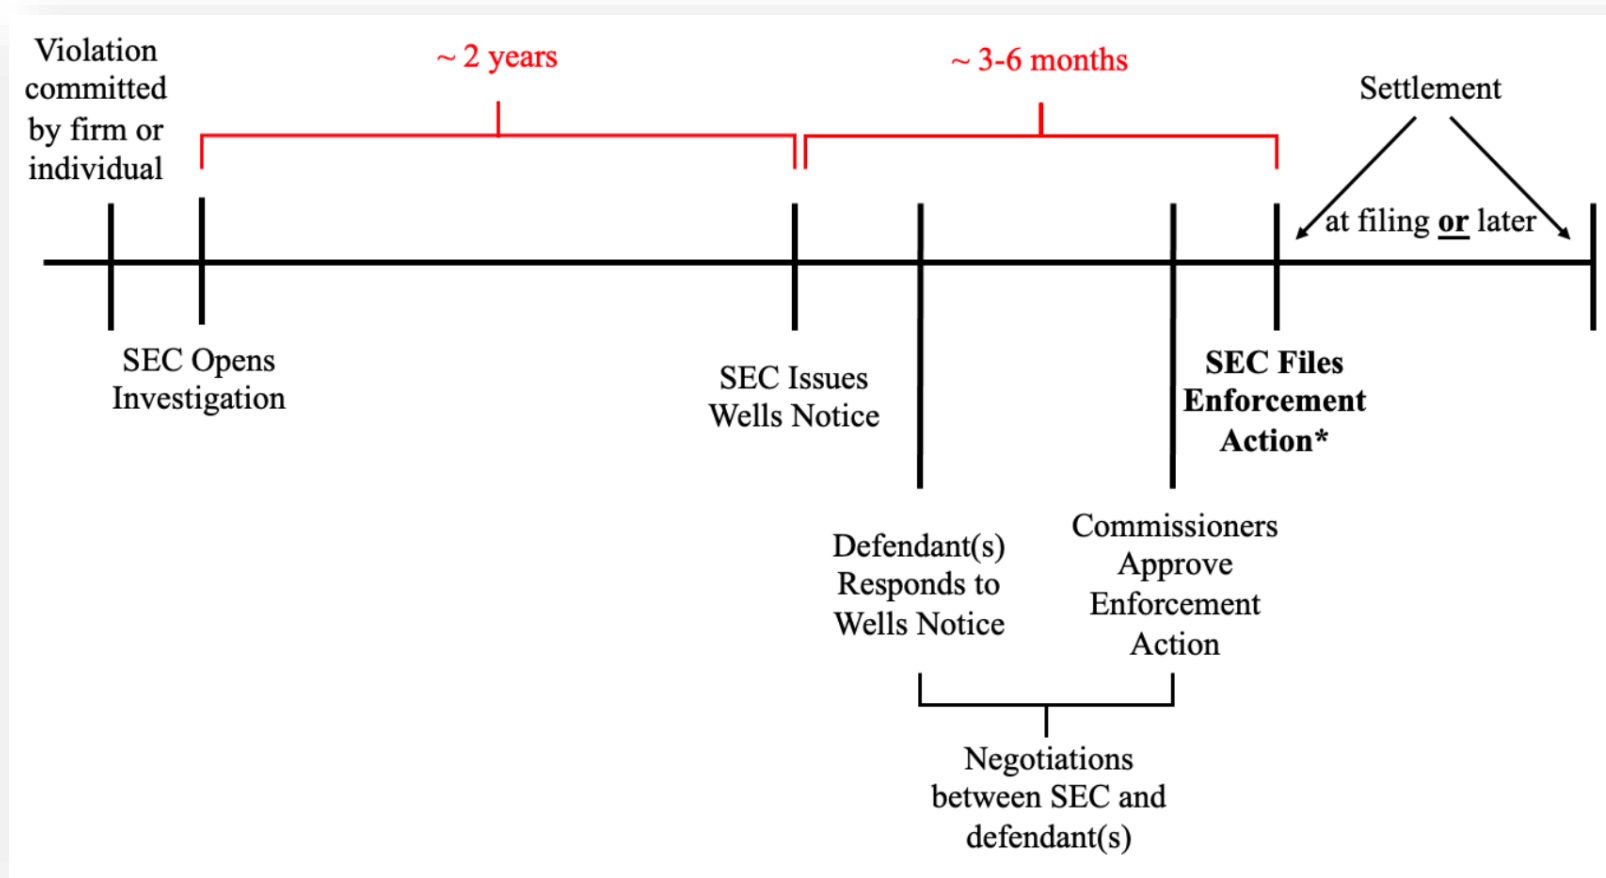 Violation
committed
by firm or
individual
~ 2 years
~ 3-6 months
Settlement
at filing or later
SEC Opens
Investigation
SEC Issues
Wells Notice
SEC Files
Enforcement
Action*
Defendant(s)
Responds to
Wells Notice
Commissioners
Approve
Enforcement
Action
Negotiations
between SEC and
defendant(s)